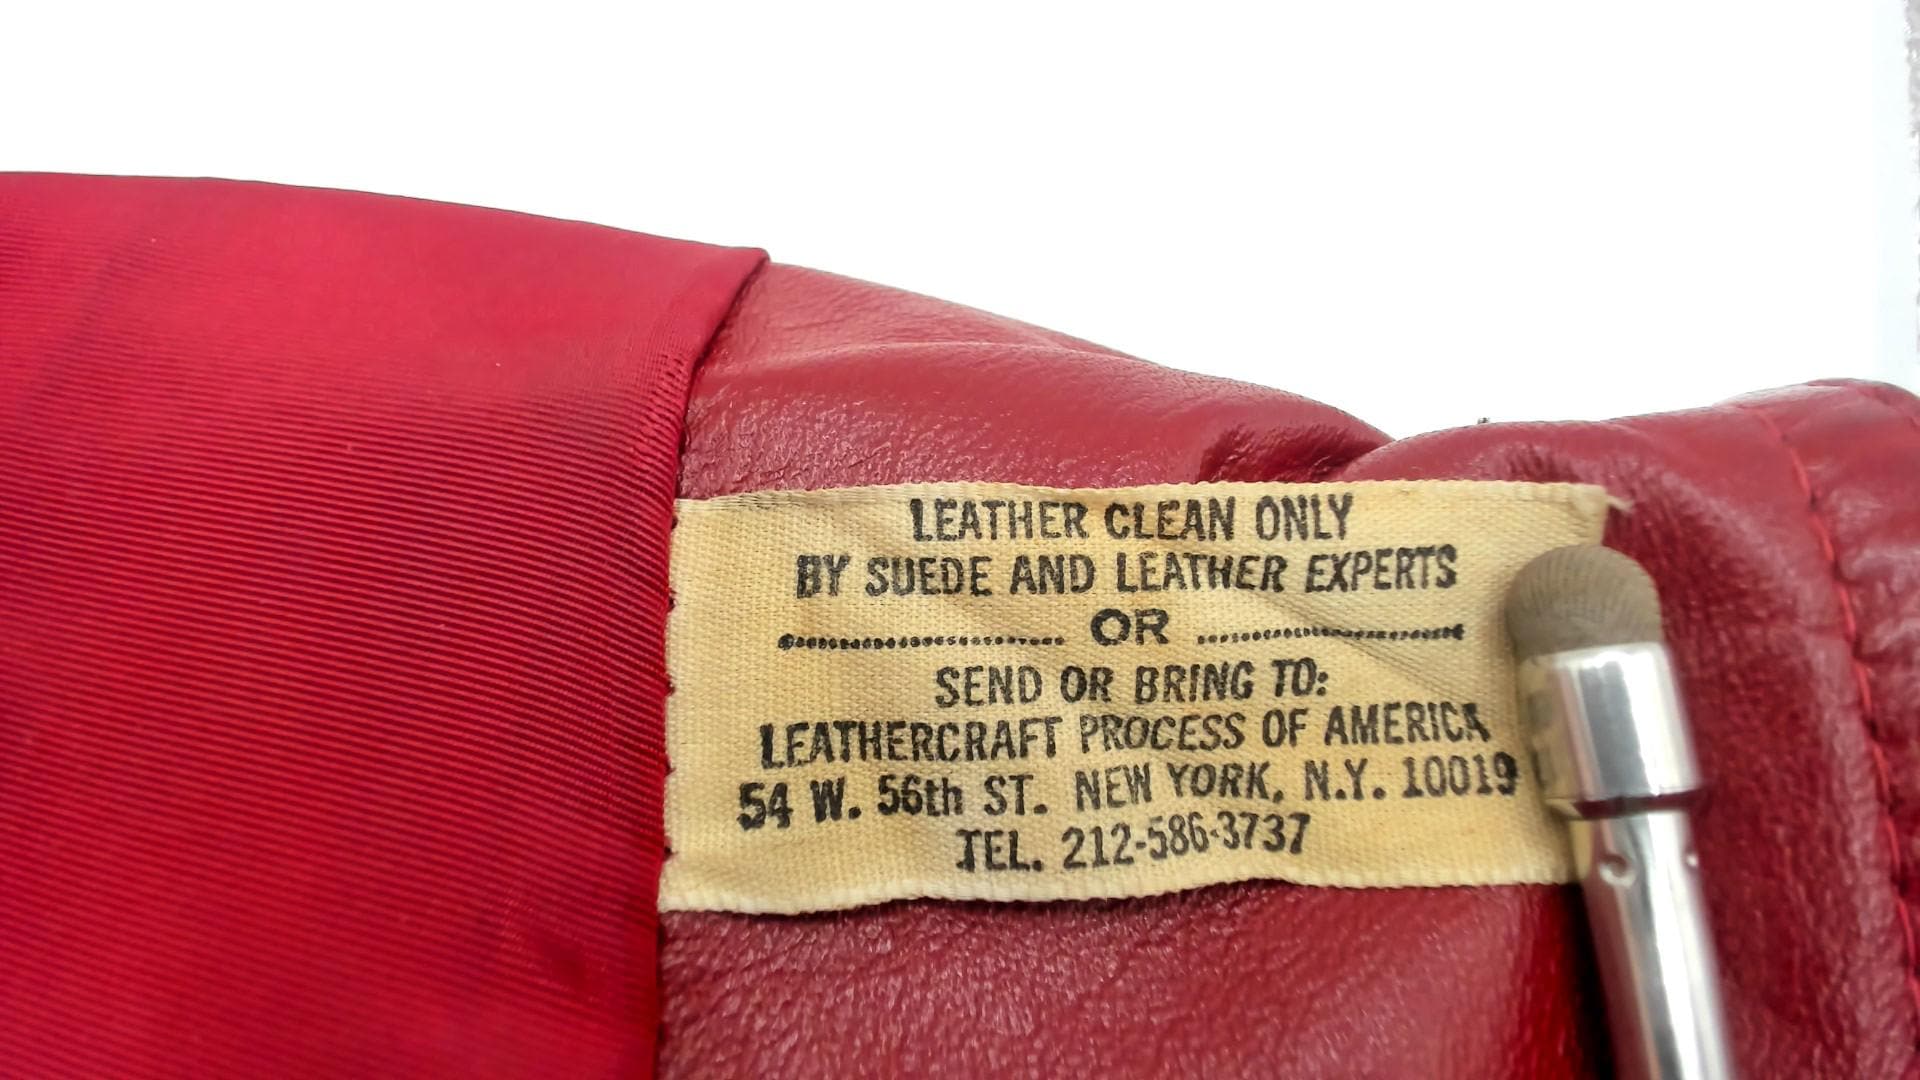 LEATHER CLEAN ONLY
BY SUEDE AND LEATHER EXPERTS
.............................. OR ..............................
SEND OR BRING TO:
LEATHERCRAFT PROCESS OF AMERICA
54 W. 56th ST. NEW YORK, N.Y. 10019
TEL. 212-586-3737